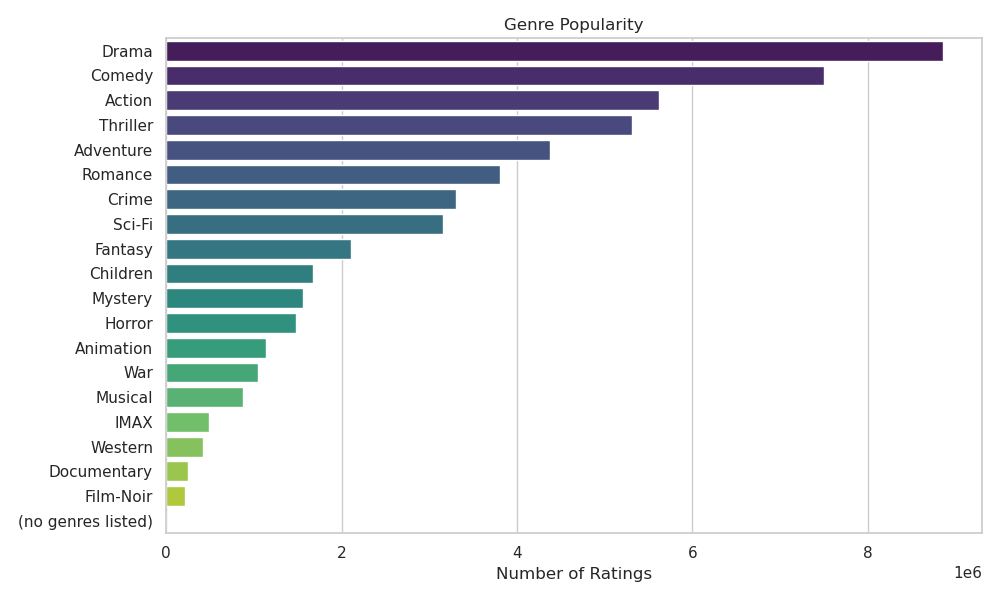 Genre Popularity
Drama
Comedy
Action
Thriller
Adventure
Romance
Crime
Sci-Fi
Fantasy
Children
Mystery
Horror
Animation
War
Musical
IMAX
Western
Documentary
Film-Noir
(no genres listed)
0 2 4 6 8
1e6
Number of Ratings